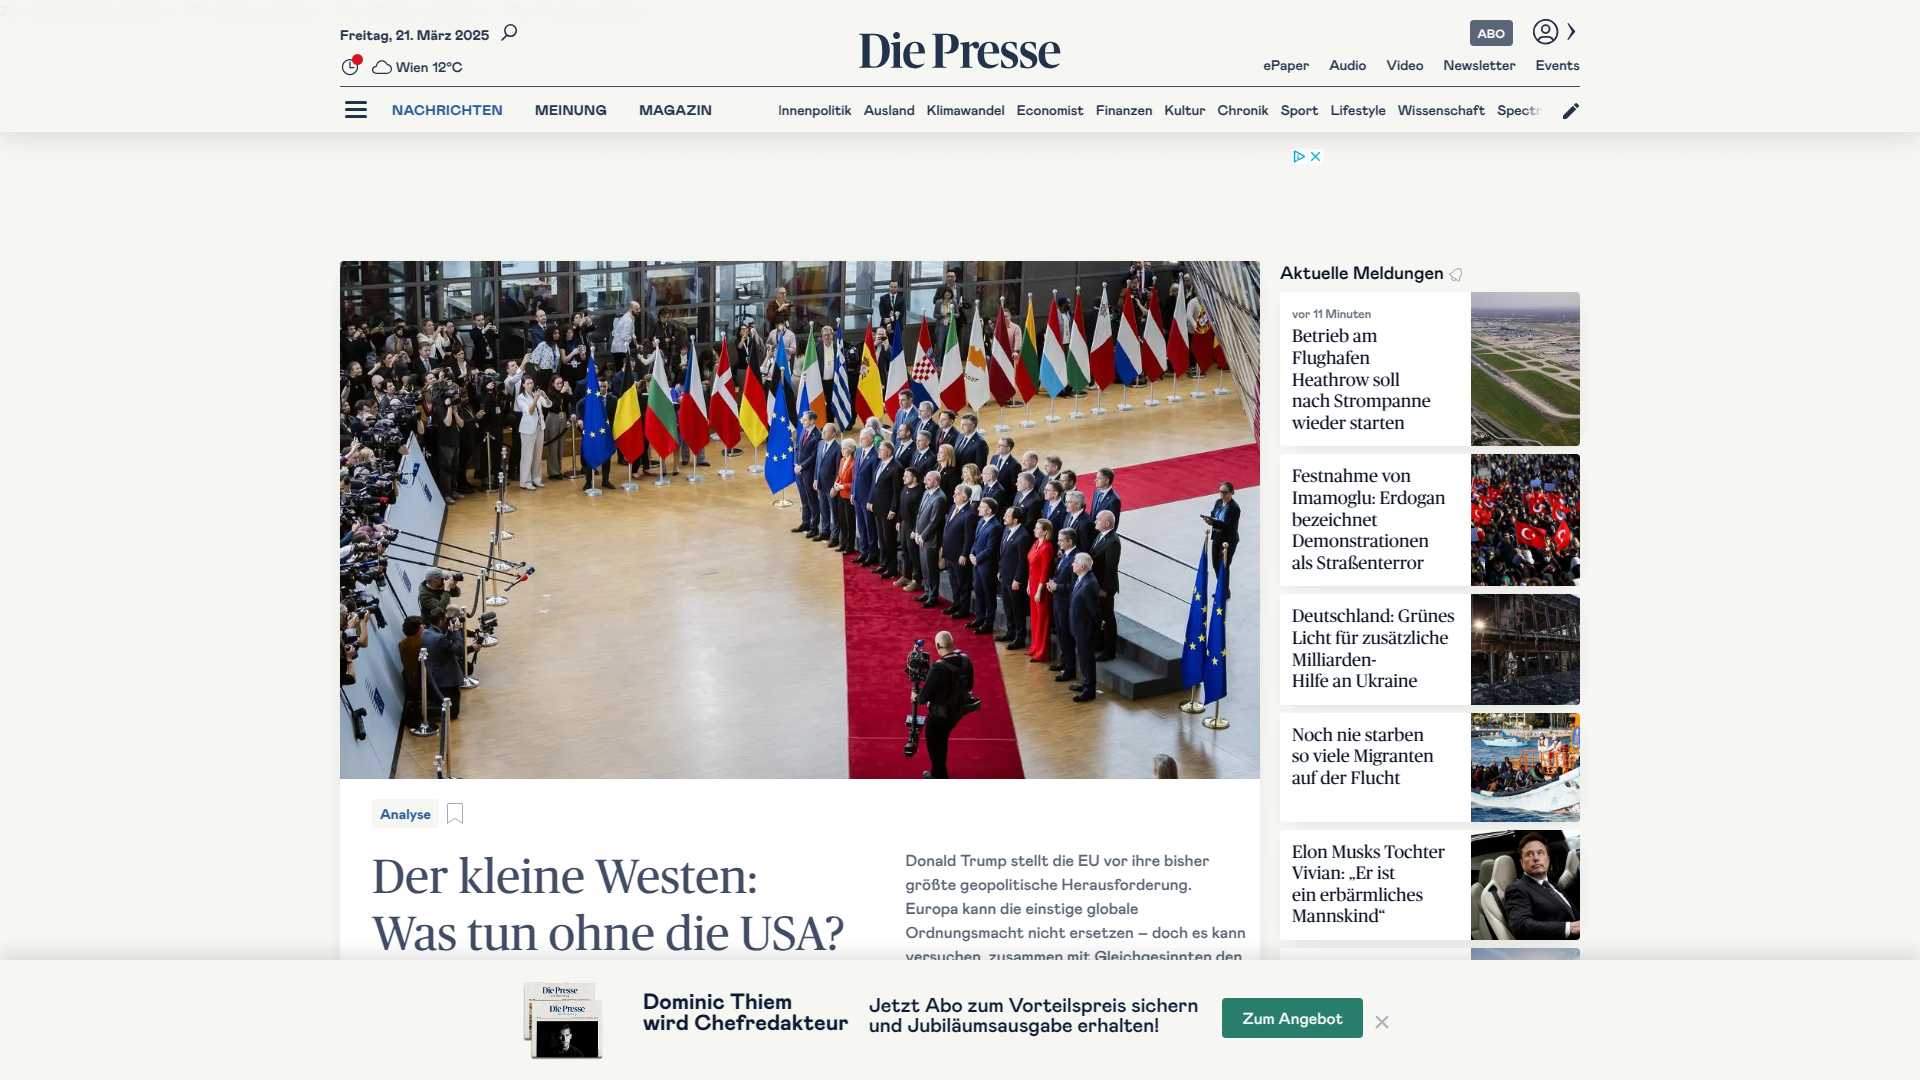 Freitag, 21. März 2025
Wien 12°C
Die Presse
ABO
ePaper Audio Video Newsletter Events
NACHRICHTEN MEINUNG MAGAZIN
Innenpolitik Ausland Klimawandel Economist Finanzen Kultur Chronik Sport Lifestyle Wissenschaft
Aktuelle Meldungen
vor 11 Minuten
Betrieb am
Flughafen
Heathrow soll
nach Strompanne
wieder starten
Festnahme von
Imamoglu: Erdogan
bezeichnet
Demonstrationen
als Straßenterror
Deutschland: Grünes
Licht für zusätzliche
Milliarden-
Hilfe an Ukraine
Noch nie starben
so viele Migranten
auf der Flucht
Elon Musks Tochter
Vivian: „Er ist
ein erbärmliches
Mannskind“
Analyse
Der kleine Westen:
Was tun ohne die USA?
Donald Trump stellt die EU vor ihre bisher
größte geopolitische Herausforderung.
Europa kann die einstige globale
Ordnungsmacht nicht ersetzen – doch es kann
versuchen, zusammen mit Gleichgesinnten den
Die Presse
Die Presse
Dominic Thiem
wird Chefredakteur
Jetzt Abo zum Vorteilspreis sichern
und Jubiläumsausgabe erhalten!
Zum Angebot